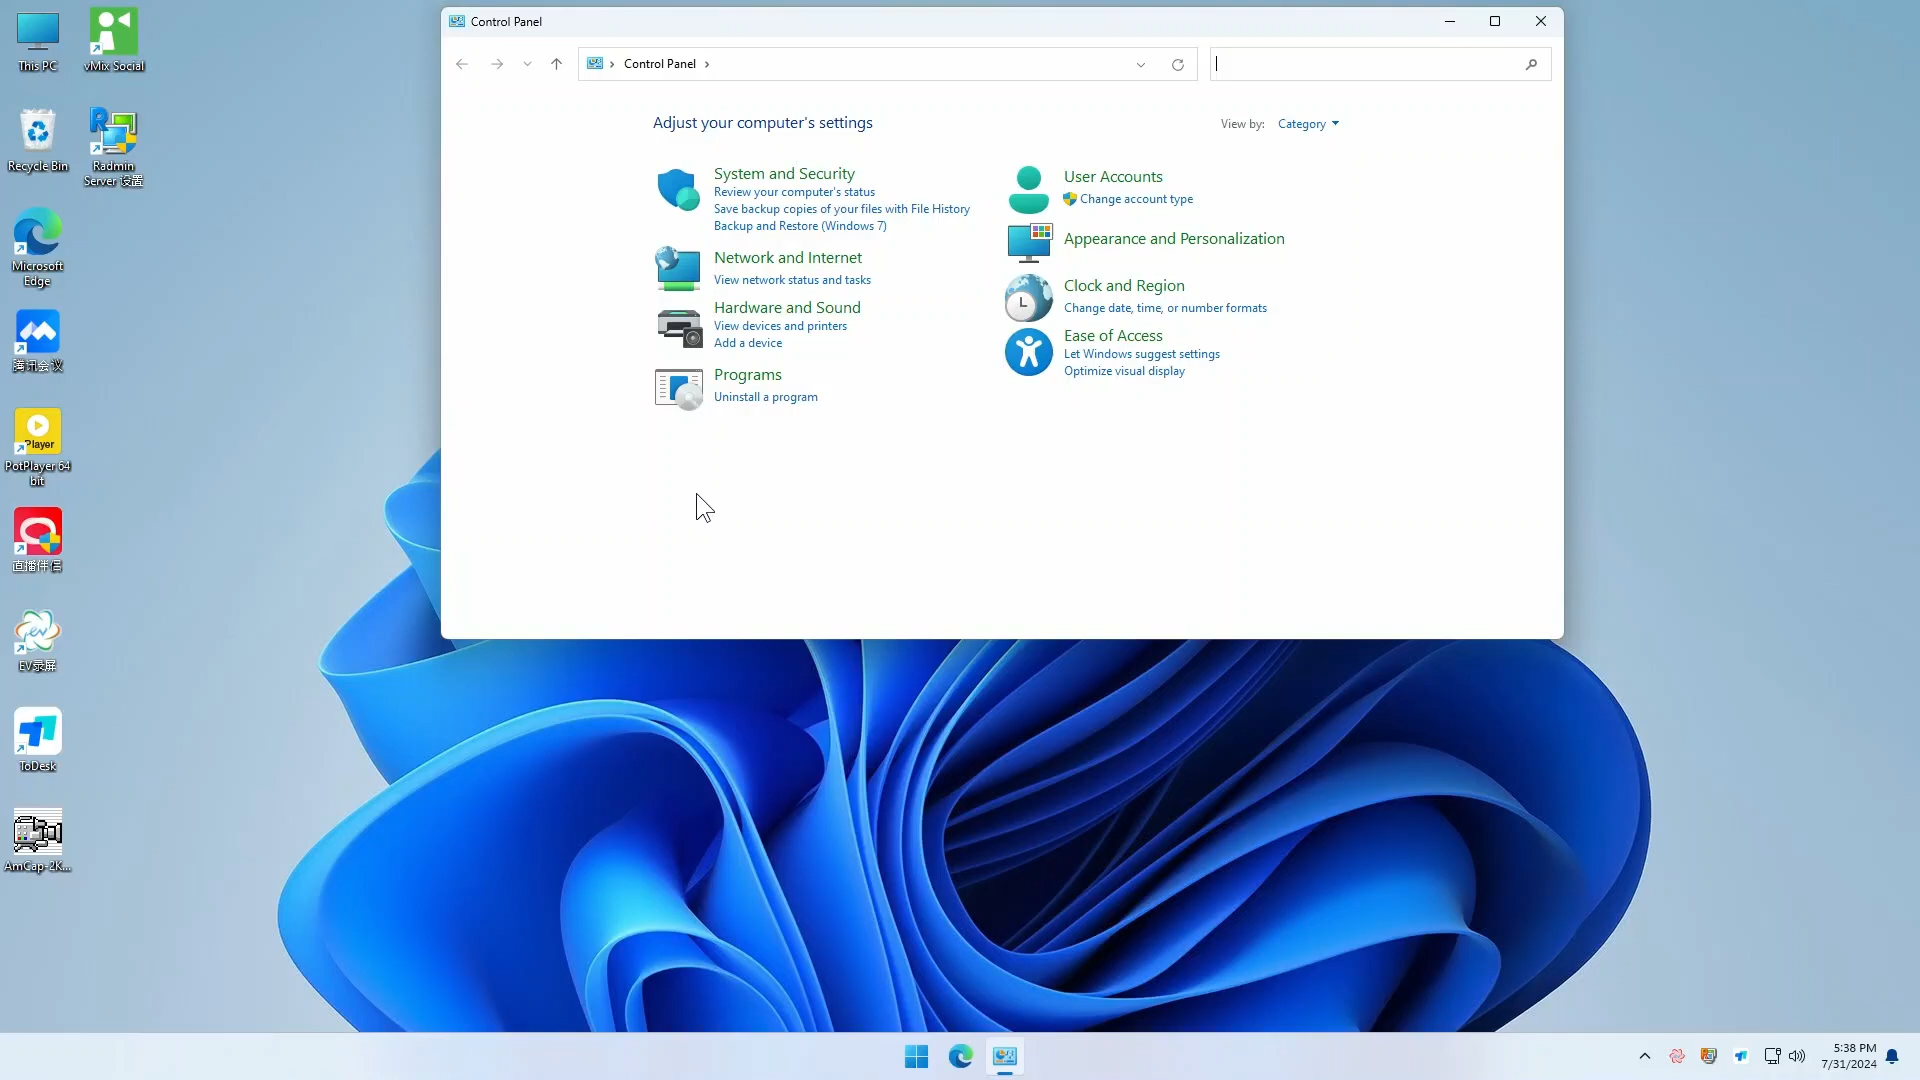 This PC
vMix Social
Recycle Bin
Radmin
Server 设置
Microsoft
Edge
腾讯会议
Player
PotPlayer 64
bit
直播伴侣
EV录屏
ToDesk
AmCap-2K...
Control Panel
Control Panel
Adjust your computer's settings
View by: Category
System and Security
Review your computer's status
Save backup copies of your files with File History
Backup and Restore (Windows 7)
Network and Internet
View network status and tasks
Hardware and Sound
View devices and printers
Add a device
Programs
Uninstall a program
User Accounts
Change account type
Appearance and Personalization
Clock and Region
Change date, time, or number formats
Ease of Access
Let Windows suggest settings
Optimize visual display
5:38 PM
7/31/2024